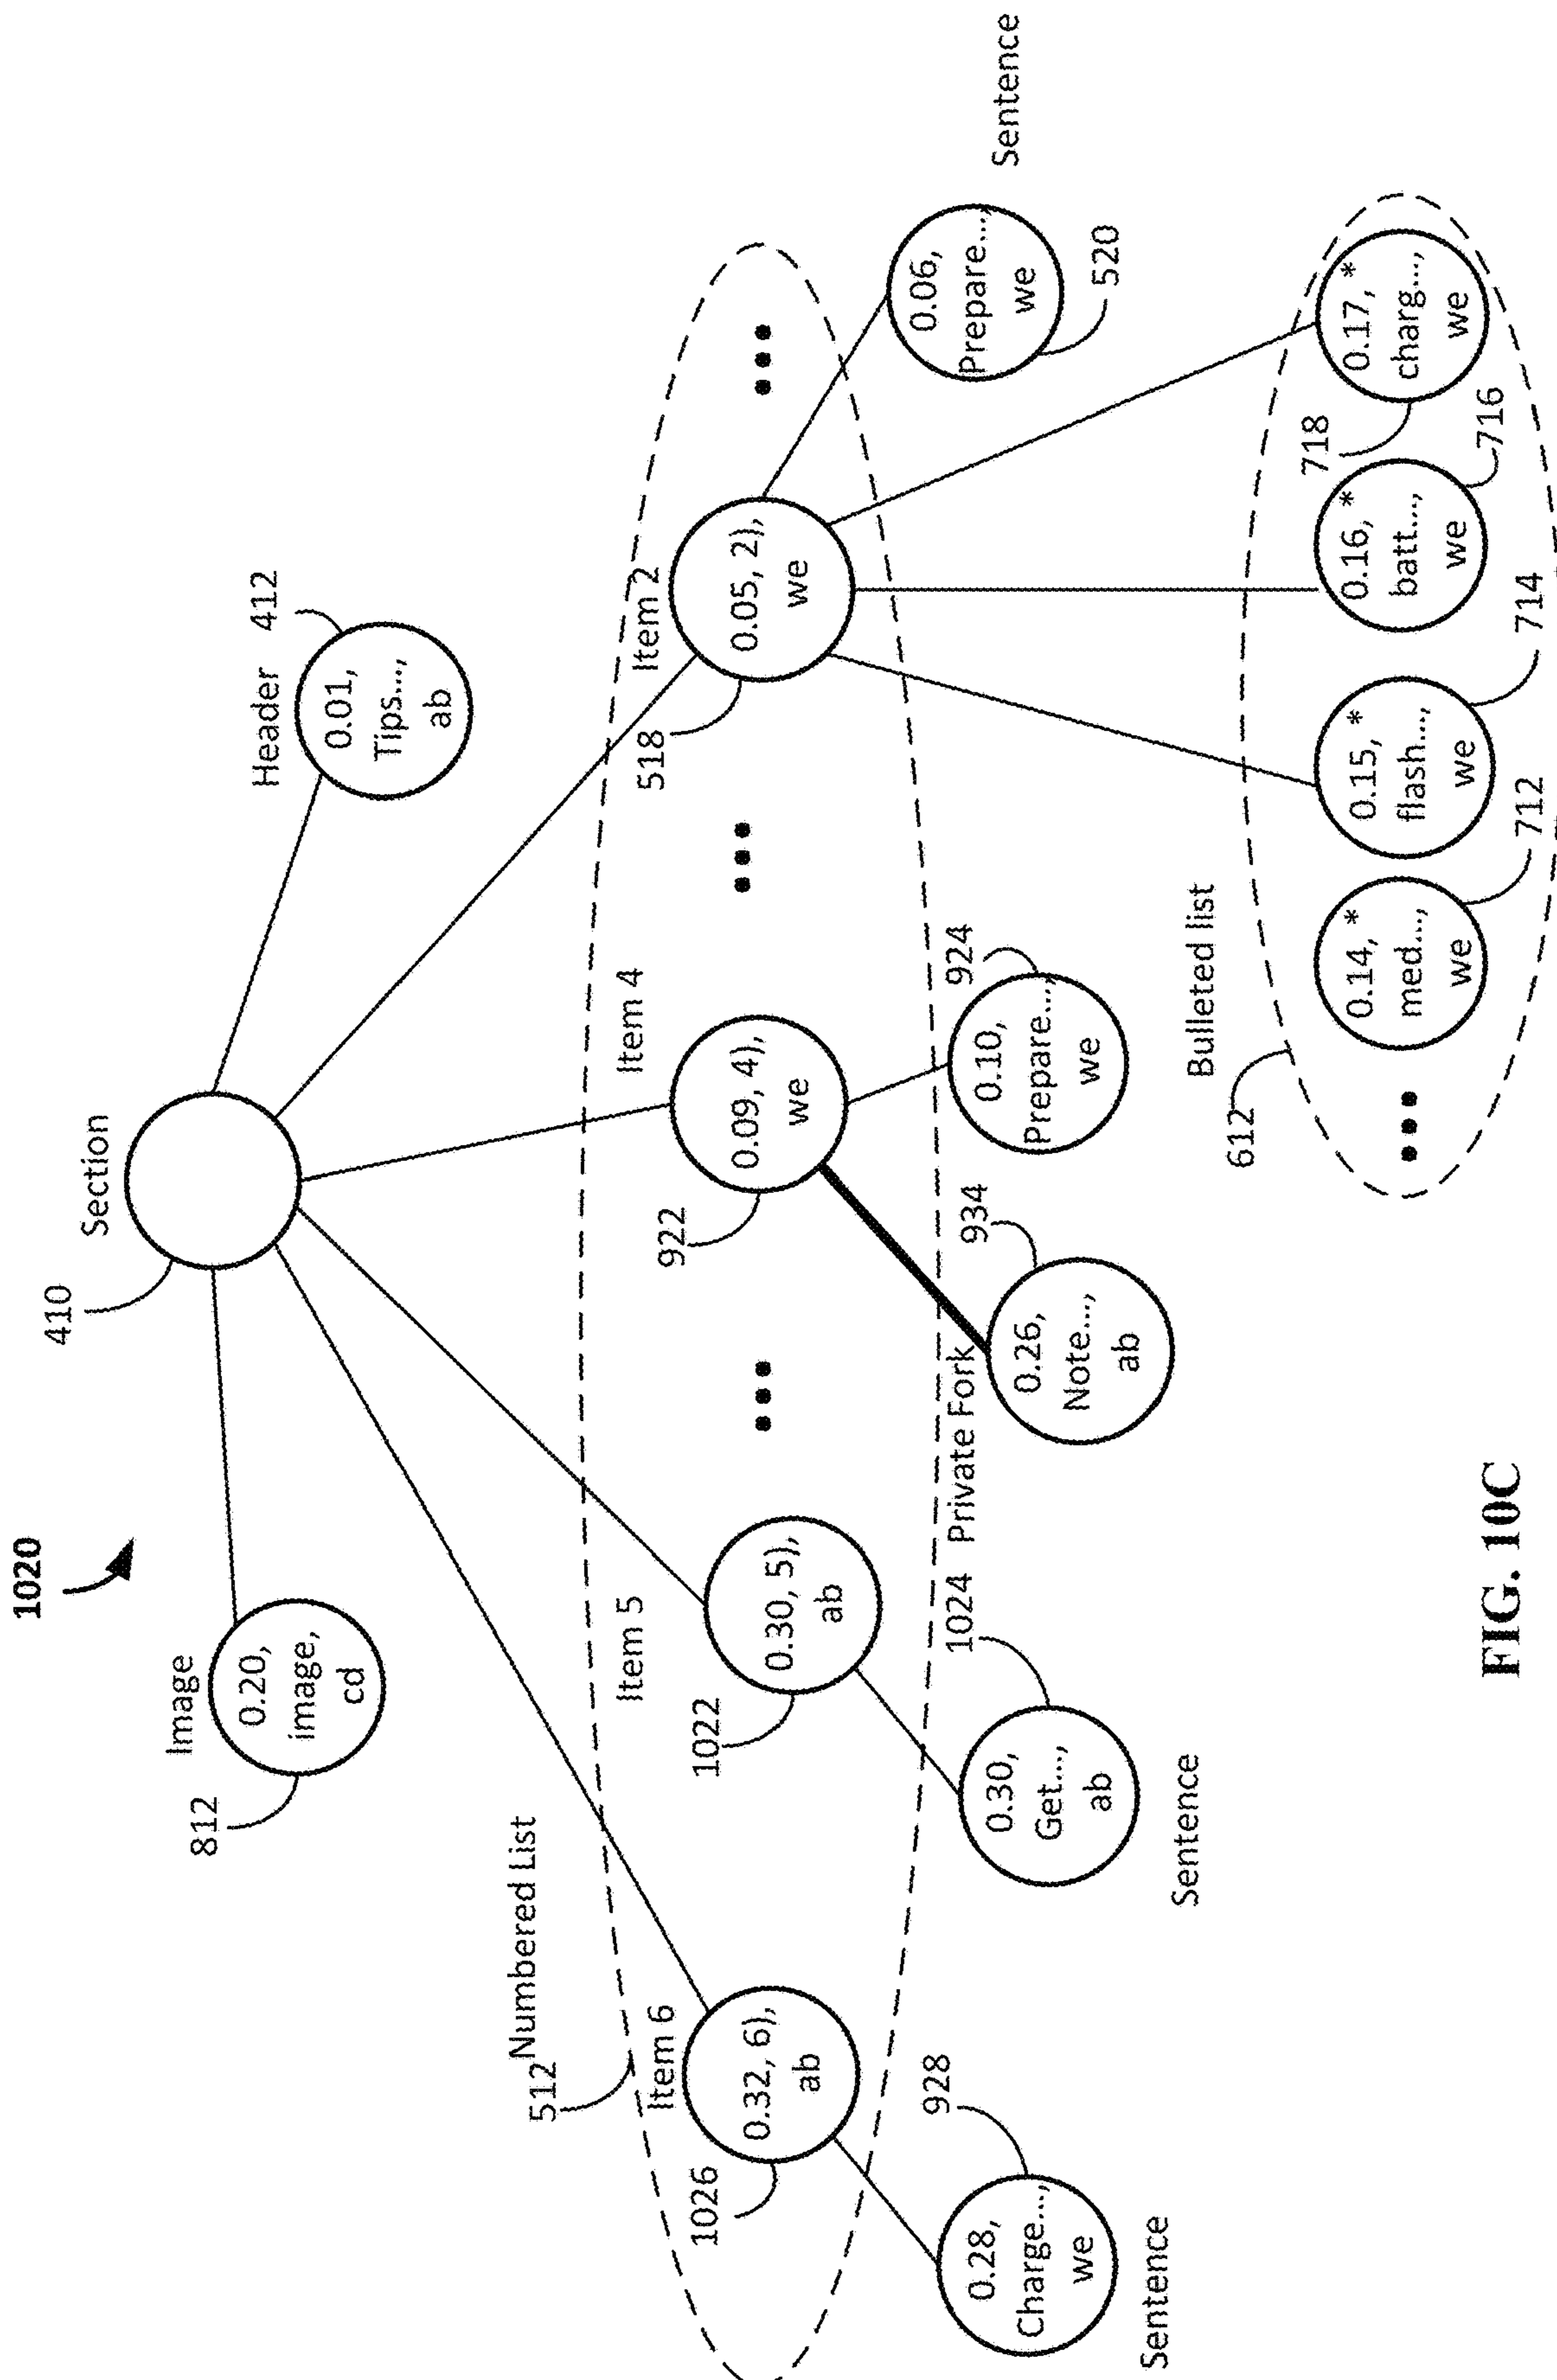 1020
Section
410
Image
812
0.20,
image,
cd
Header
412
0.01,
Tips...,
ab
Numbered List
512
Item 6
1026
0.32, 6),
ab
Item 5
1022
0.30, 5),
ab
Item 4
922
0.09, 4),
we
Item 2
518
0.05, 2),
we
928
0.28,
Charge...,
we
Sentence
1024
0.30,
Get...,
ab
Sentence
Private Fork
934
0.26,
Note...,
ab
924
0.10,
Prepare...,
we
0.06,
Prepare...,
we
520
Sentence
Bulleted list
612
0.14, *
med...,
we
712
0.15, *
flash...,
we
714
0.16, *
batt...,
we
716
718
0.17, *
charg...,
we
FIG. 10C